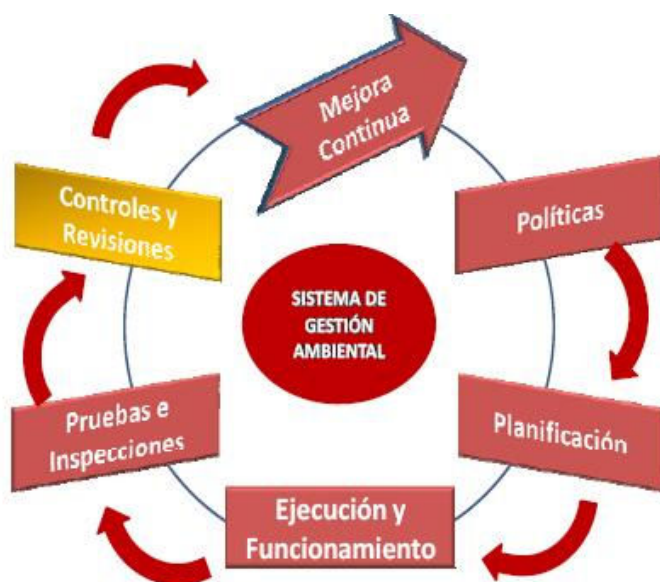 Mejora
Continua
Controles y
Revisiones
Políticas
SISTEMA DE
GESTIÓN
AMBIENTAL
Pruebas e
Inspecciones
Planificación
Ejecución y
Funcionamiento